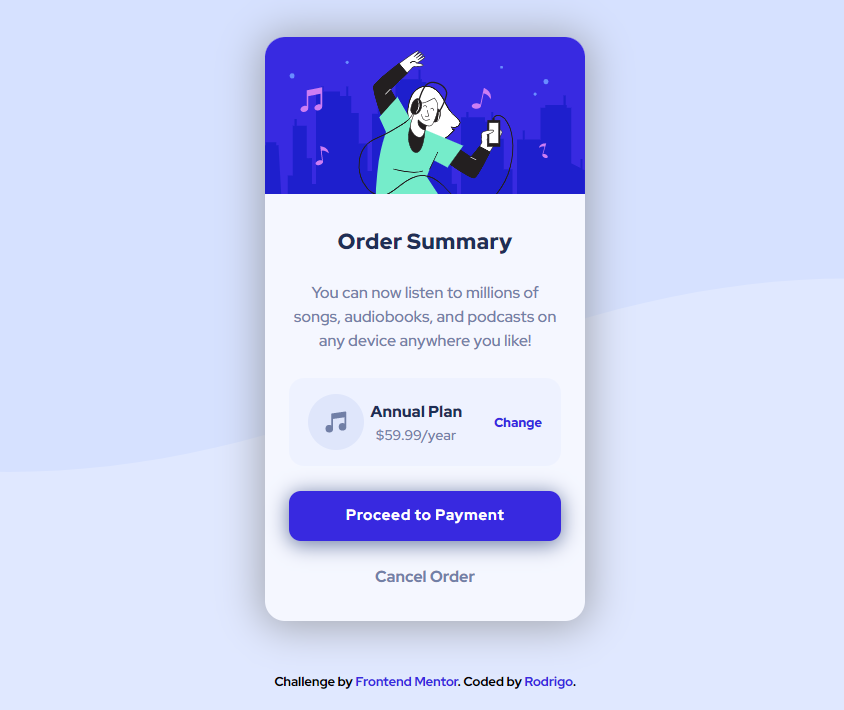 Order Summary
You can now listen to millions of
songs, audiobooks, and podcasts on
any device anywhere you like!
Annual Plan
$59.99/year
Change
Proceed to Payment
Cancel Order
Challenge by Frontend Mentor. Coded by Rodrigo.